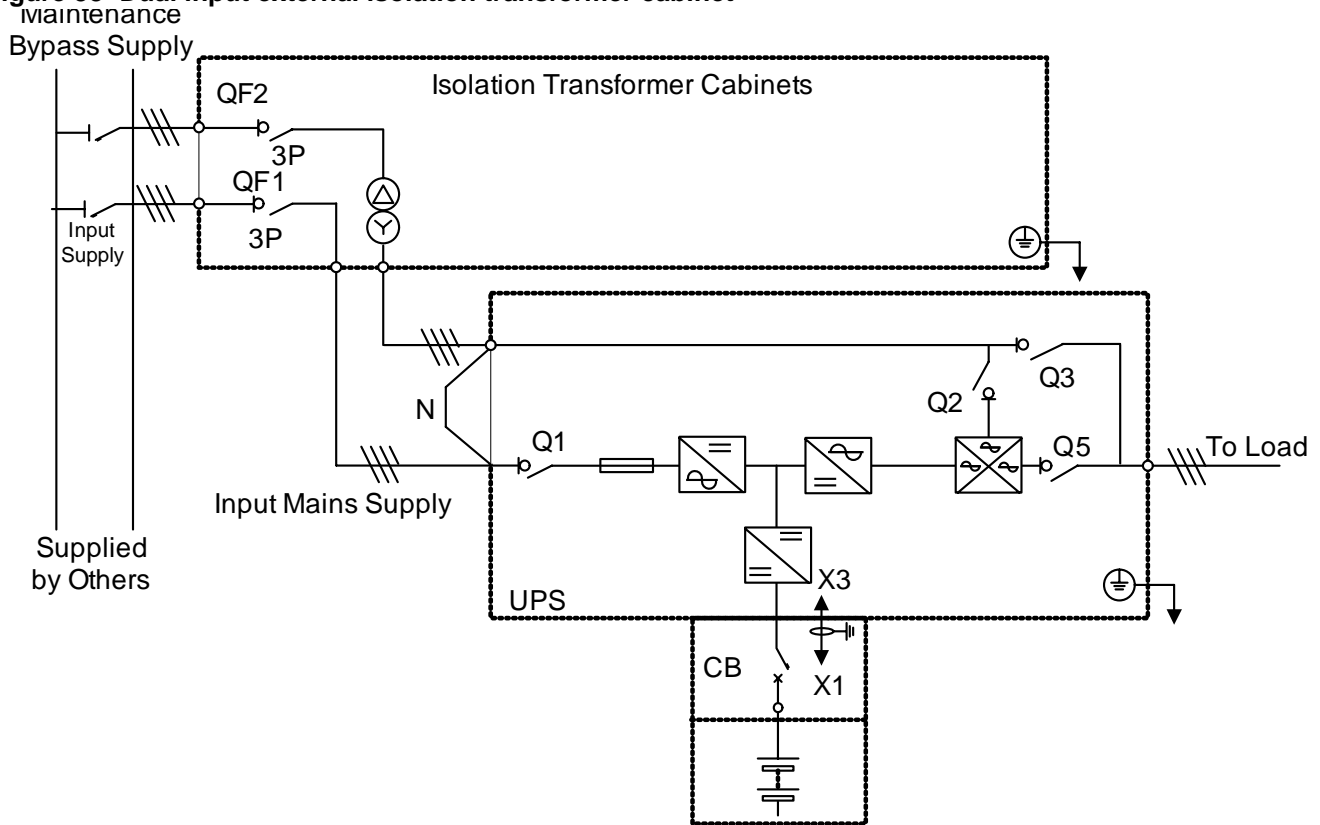 Maintenance
Bypass Supply
Isolation Transformer Cabinets
QF2
3P
QF1
3P
Input
Supply
N
Q1
Q2
Q3
Q5
To Load
Input Mains Supply
Supplied
by Others
UPS
X3
CB
X1